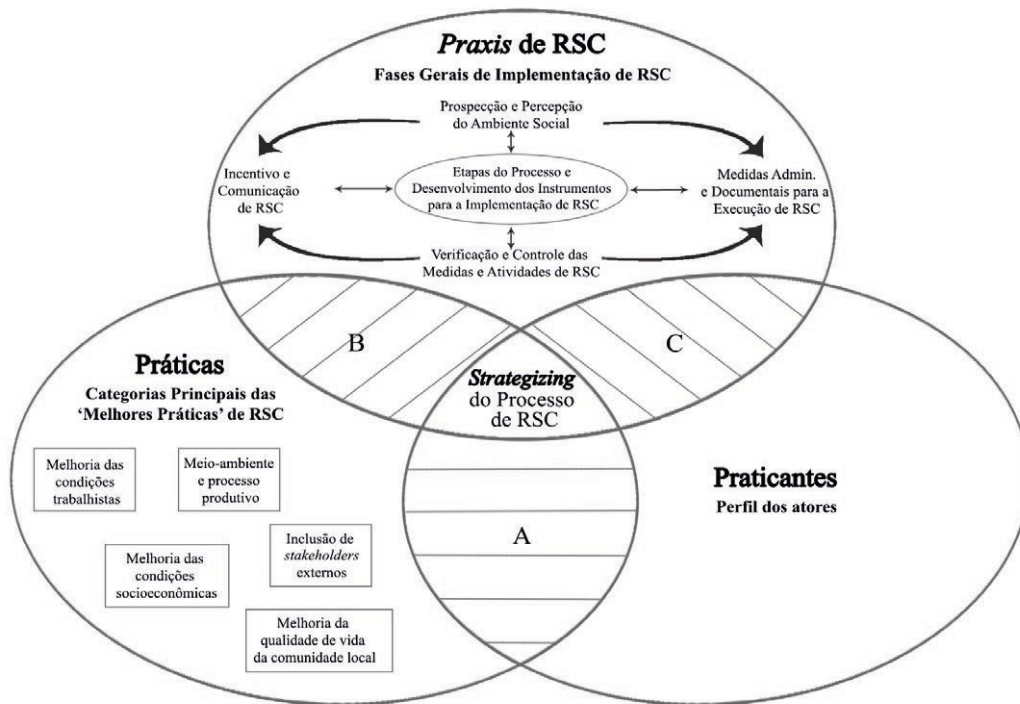 Praxis de RSC
Fases Gerais de Implementação de RSC
Prospecção e Percepção
do Ambiente Social
Incentivo e
Comunicação
de RSC
Etapas do Processo e
Desenvolvimento dos Instrumentos
para a Implementação de RSC
Medidas Admin.
e Documentais para a
Execução de RSC
Verificação e Controle das
Medidas e Atividades de RSC
B
C
Strategizing
do Processo
de RSC
Práticas
Categorias Principais das
‘Melhores Práticas’ de RSC
Melhoria das
condições
trabalhistas
Meio-ambiente
e processo
produtivo
Melhoria das
condições
socioeconômicas
Inclusão de
stakeholders
externos
Melhoria da
qualidade de vida
da comunidade local
A
Praticantes
Perfil dos atores